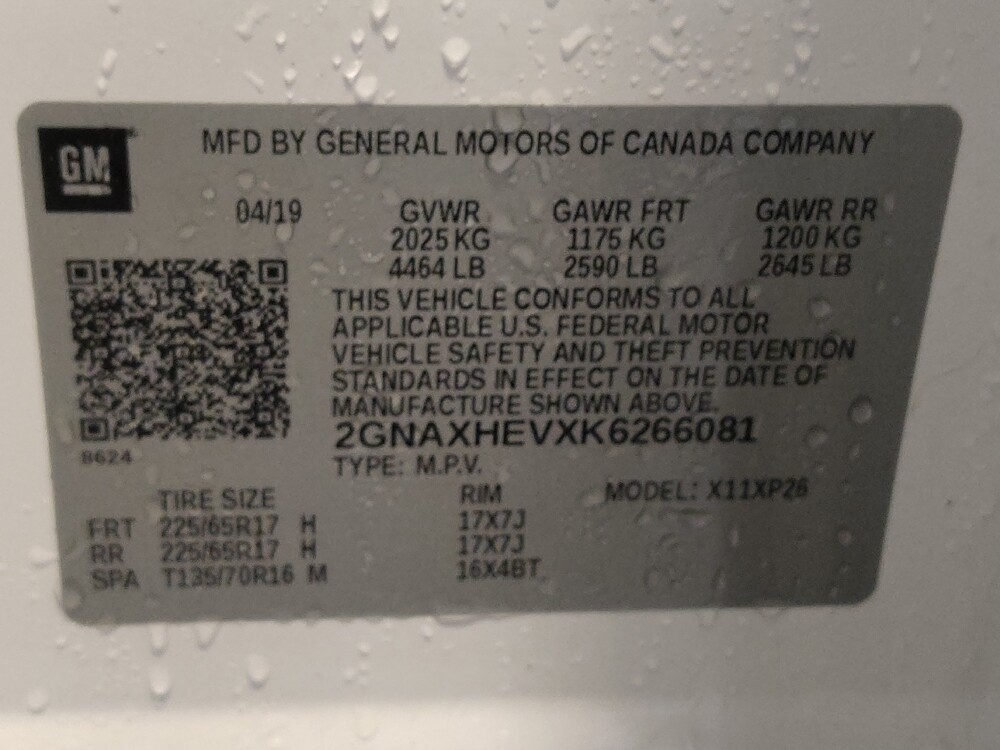 GM
MFD BY GENERAL MOTORS OF CANADA COMPANY
04/19 GVWR GAWR FRT GAWR RR
2025 KG 1175 KG 1200 KG
4464 LB 2590 LB 2645 LB
THIS VEHICLE CONFORMS TO ALL
APPLICABLE U.S. FEDERAL MOTOR
VEHICLE SAFETY AND THEFT PREVENTION
STANDARDS IN EFFECT ON THE DATE OF
MANUFACTURE SHOWN ABOVE.
2GNAXHEVXK6266081
8624
TYPE: M.P.V.
TIRE SIZE RIM MODEL: X11XP26
FRT 225/65R17 H 17X7J
RR 225/65R17 H 17X7J
SPA T135/70R16 M 16X4BT